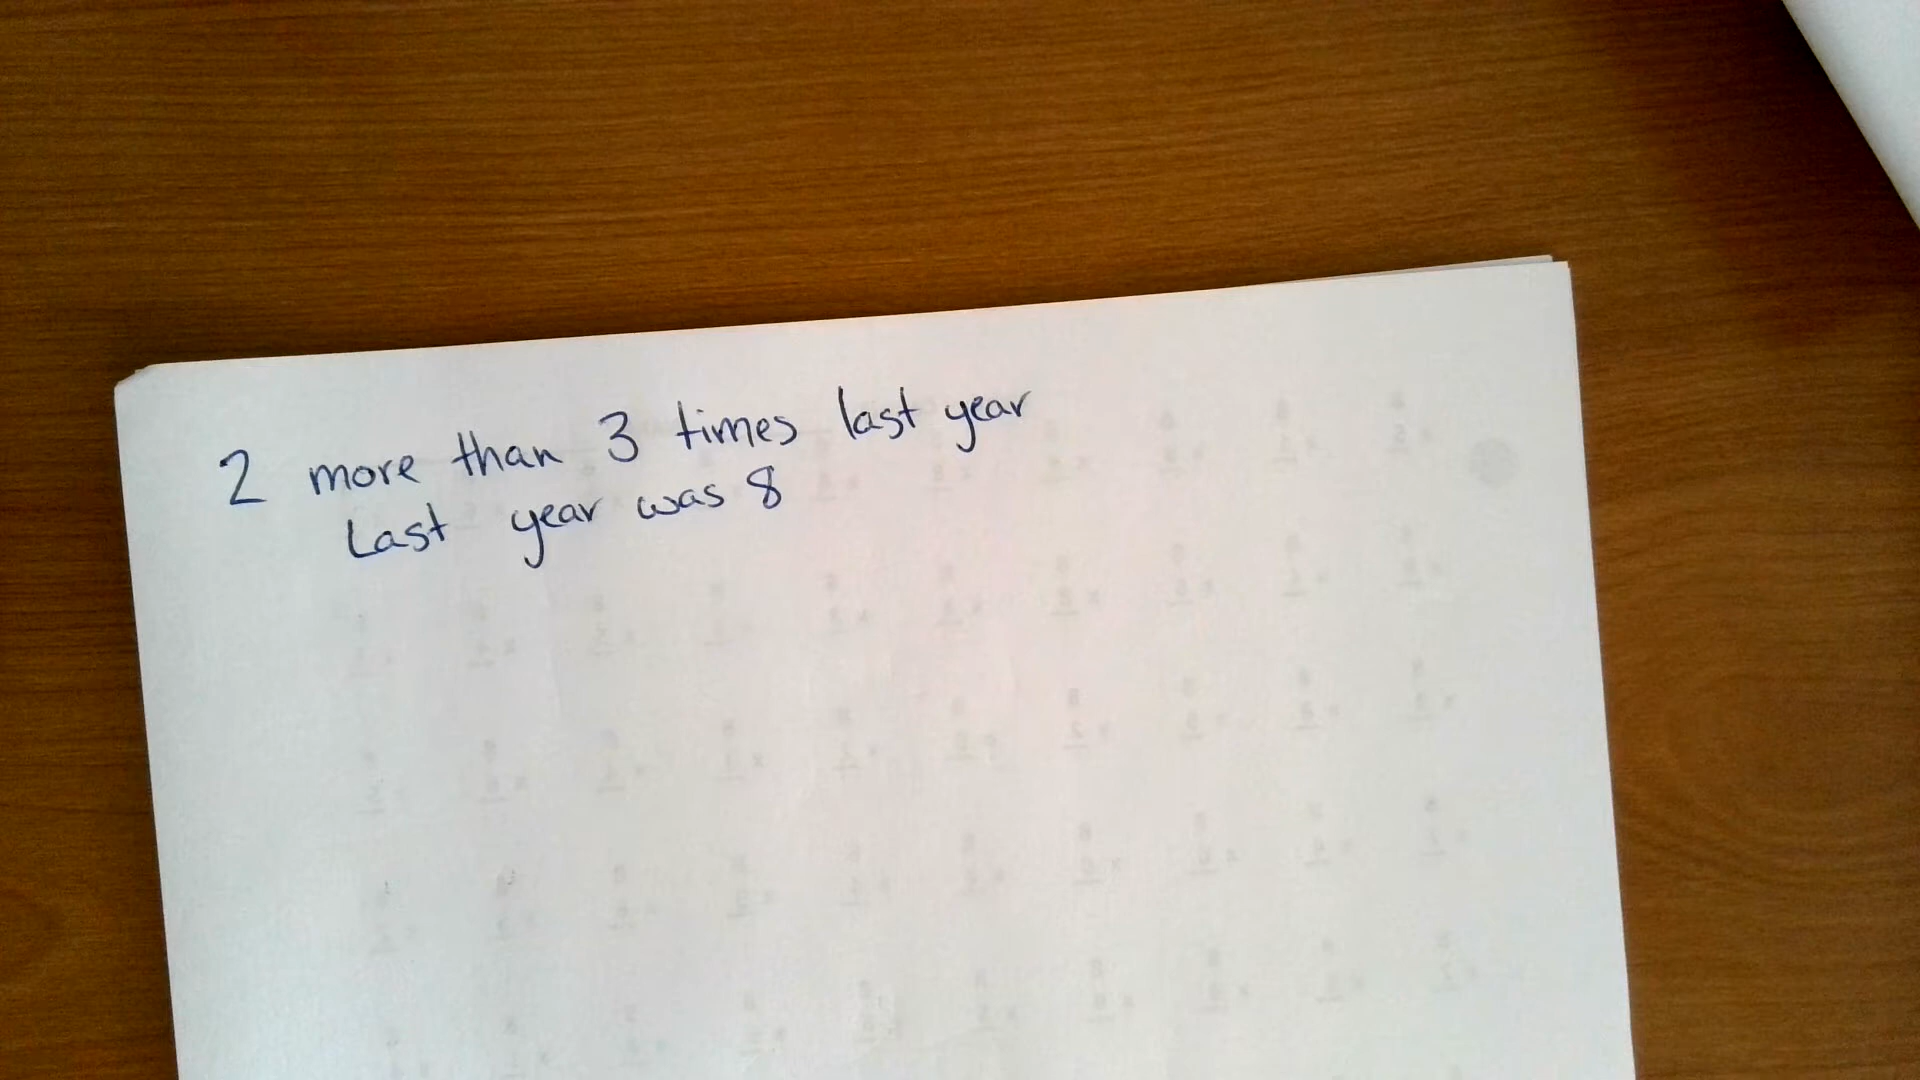 2 more than 3 times last year
Last year was 8